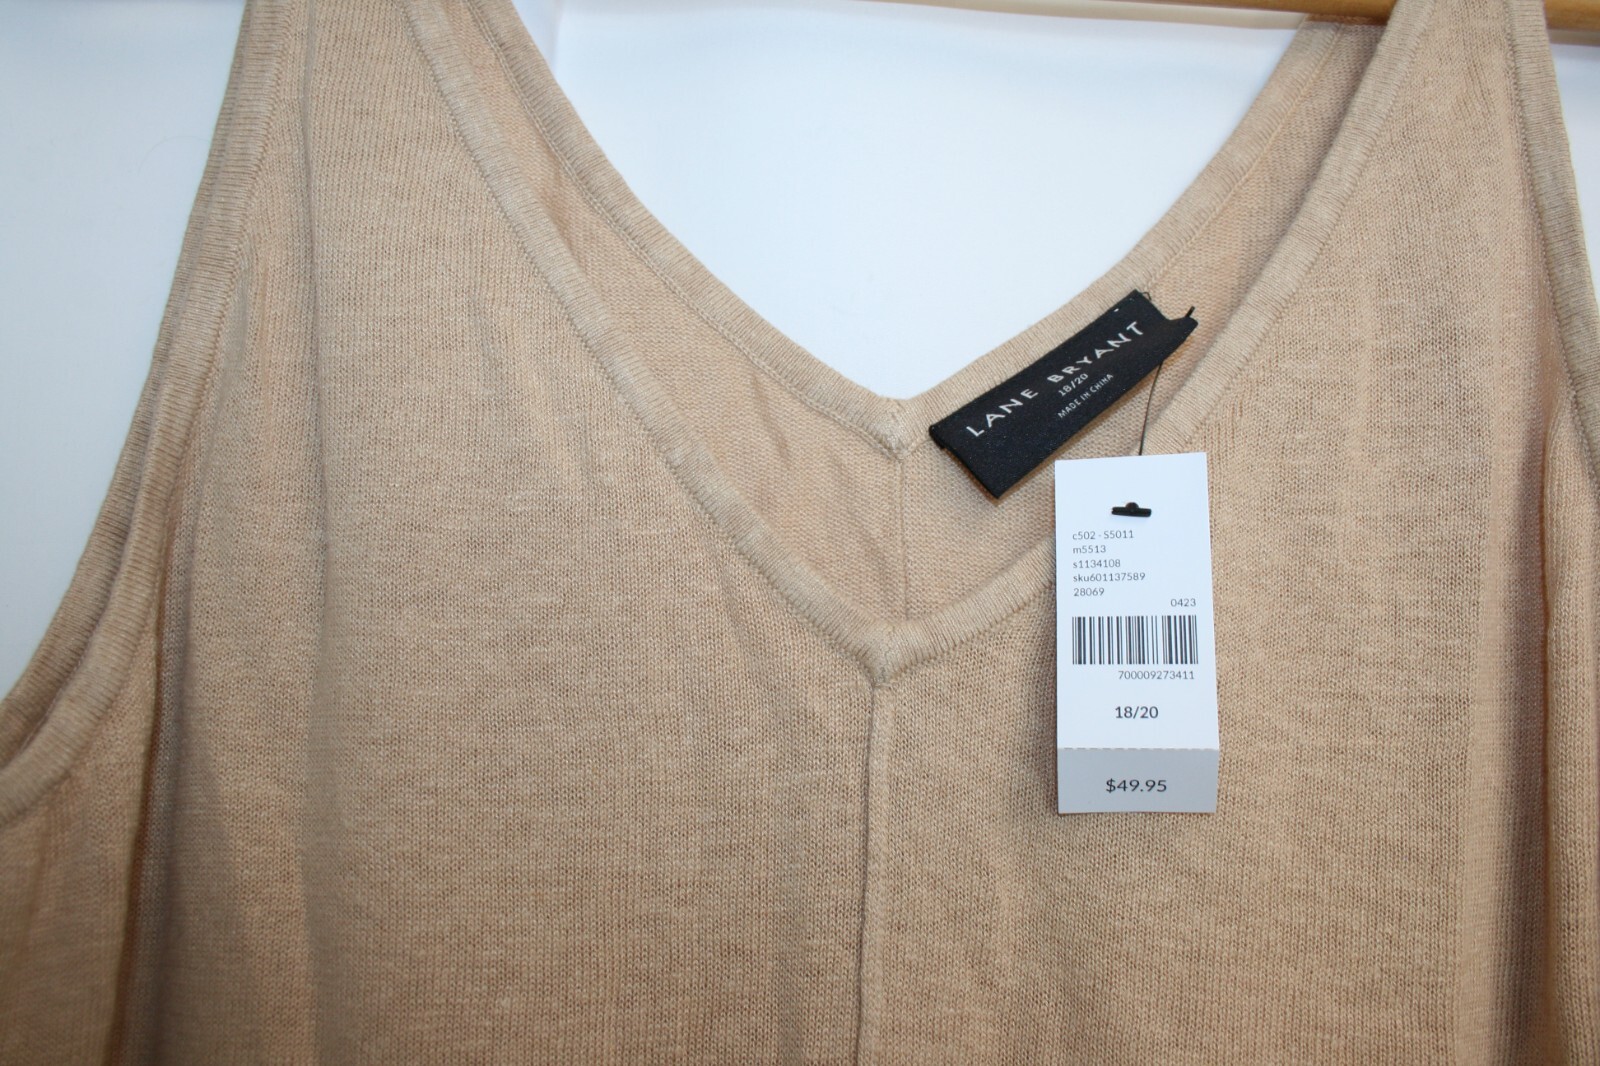 LANE BRYANT
18/20
MADE IN CHINA
c502 - S5011
m5513
s1134108
sku601137589
28069
0423
700009273411
18/20
$49.95